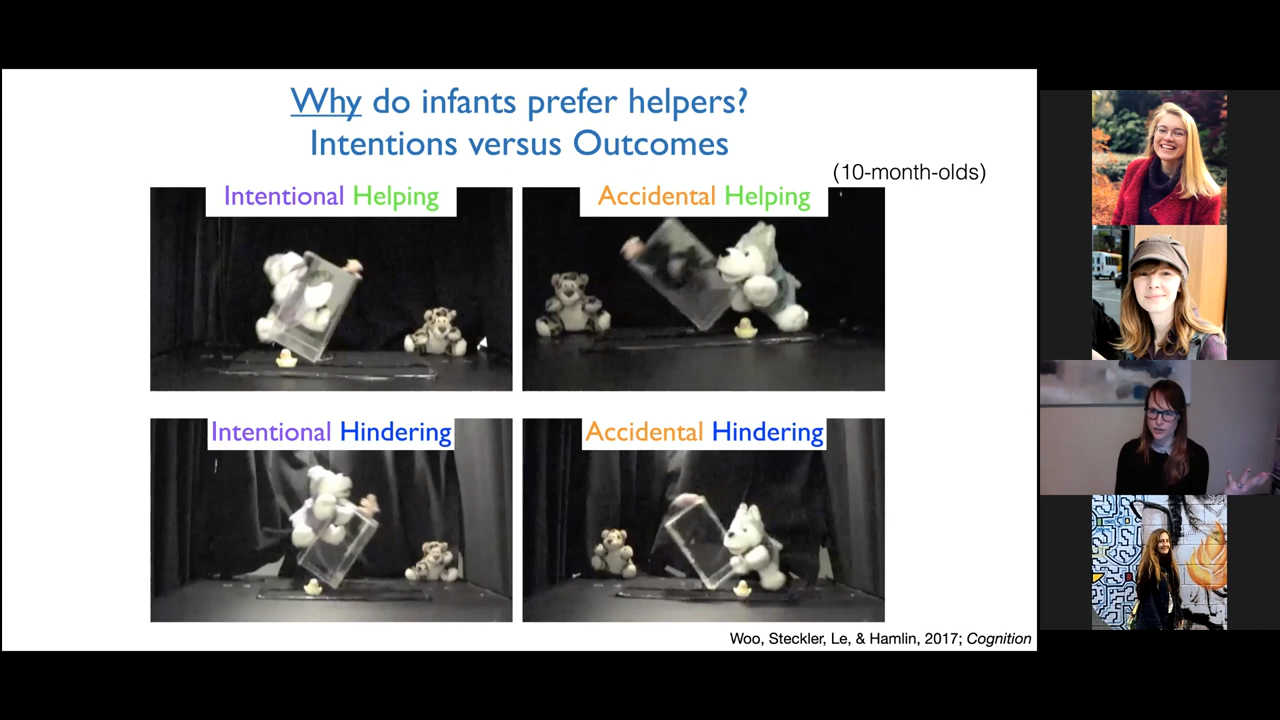 Why do infants prefer helpers?
Intentions versus Outcomes
(10-month-olds)
Intentional Helping
Accidental Helping
Intentional Hindering
Accidental Hindering
Woo, Steckler, Le, & Hamlin, 2017; Cognition